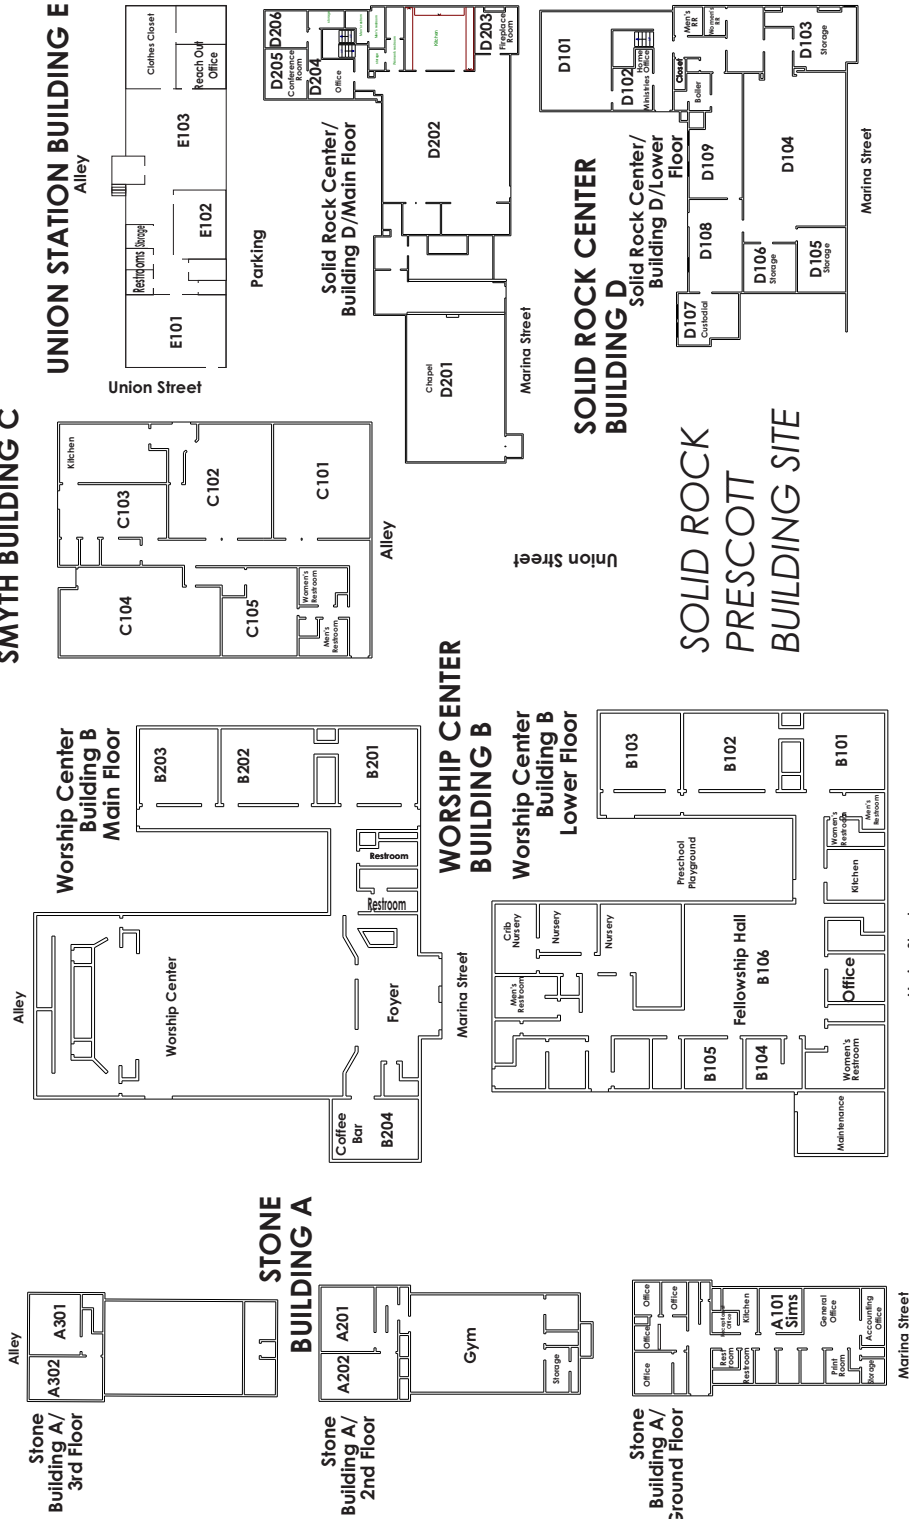 UNION STATION BUILDING E
Alley
Clothes Closet
Reach Out
Office
E103
E102
Restrooms
Storage
E101
Parking
Union Street
SMYTH BUILDING C
Kitchen
C103
C102
C101
C104
C105
Women's
Restroom
Men's
Restroom
Alley
Solid Rock Center/
Building D/Main Floor
D206
D205
Conference
Room
D204
Office
Kitchen
D203
Fireplace
Room
D202
Chapel
D201
Marina Street
SOLID ROCK CENTER
BUILDING D
Solid Rock Center/
Building D/Lower
Floor
D101
D102
Home
Ministries Office
Closet
Boiler
Men's
RR
Women's
RR
D103
Storage
D109
D104
D108
D106
Storage
D105
Storage
D107
Custodial
Marina Street
Union Street
SOLID ROCK
PRESCOTT
BUILDING SITE
WORSHIP CENTER
BUILDING B
Worship Center
Building B
Main Floor
B203
B202
B201
Restroom
Restroom
Alley
Worship Center
Foyer
Coffee
Bar
B204
Marina Street
Worship Center
Building B
Lower Floor
B103
B102
B101
Preschool
Playground
Women's
Restroom
Men's
Restroom
Kitchen
Crib
Nursery
Nursery
Nursery
Men's
Restroom
Fellowship Hall
B106
Office
B105
B104
Women's
Restroom
Maintenance
STONE
BUILDING A
Alley
Stone
Building A/
3rd Floor
A301
A302
Stone
Building A/
2nd Floor
A201
A202
Gym
Storage
Stone
Building A/
Ground Floor
Office
Office
Office
Office
Office
Kitchen
A101
Sims
General
Office
Accounting
Office
Rest
room
Restroom
Print
Room
Storage
Marina Street